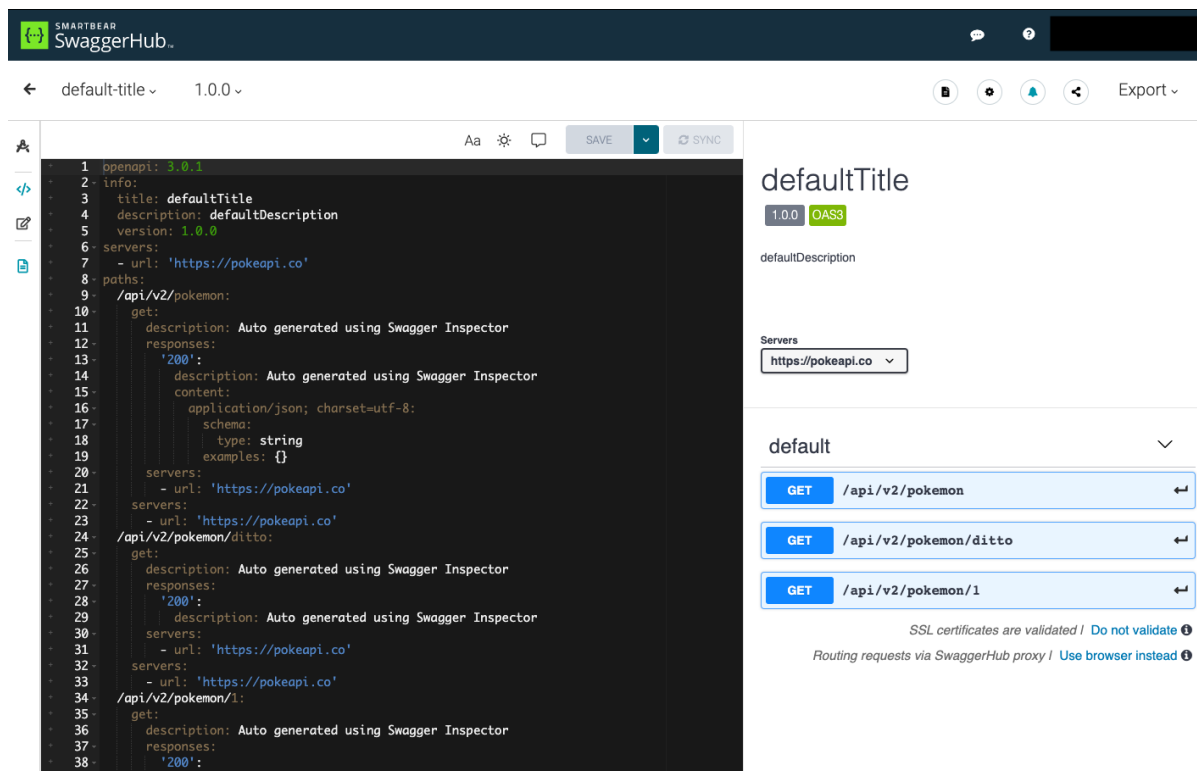 SMARTBEAR
SwaggerHub™
default-title
1.0.0
Export
Aa
SAVE
SYNC
1 openapi: 3.0.1
2 info:
3 title: defaultTitle
4 description: defaultDescription
5 version: 1.0.0
6 servers:
7 - url: 'https://pokeapi.co'
8 paths:
9 /api/v2/pokemon:
10 get:
11 description: Auto generated using Swagger Inspector
12 responses:
13 '200':
14 description: Auto generated using Swagger Inspector
15 content:
16 application/json; charset=utf-8:
17 schema:
18 type: string
19 examples: {}
20 servers:
21 - url: 'https://pokeapi.co'
22 servers:
23 - url: 'https://pokeapi.co'
24 /api/v2/pokemon/ditto:
25 get:
26 description: Auto generated using Swagger Inspector
27 responses:
28 '200':
29 description: Auto generated using Swagger Inspector
30 servers:
31 - url: 'https://pokeapi.co'
32 servers:
33 - url: 'https://pokeapi.co'
34 /api/v2/pokemon/1:
35 get:
36 description: Auto generated using Swagger Inspector
37 responses:
38 '200':
defaultTitle
1.0.0 OAS3
defaultDescription
Servers
https://pokeapi.co
default
GET /api/v2/pokemon
GET /api/v2/pokemon/ditto
GET /api/v2/pokemon/1
SSL certificates are validated / Do not validate
Routing requests via SwaggerHub proxy / Use browser instead